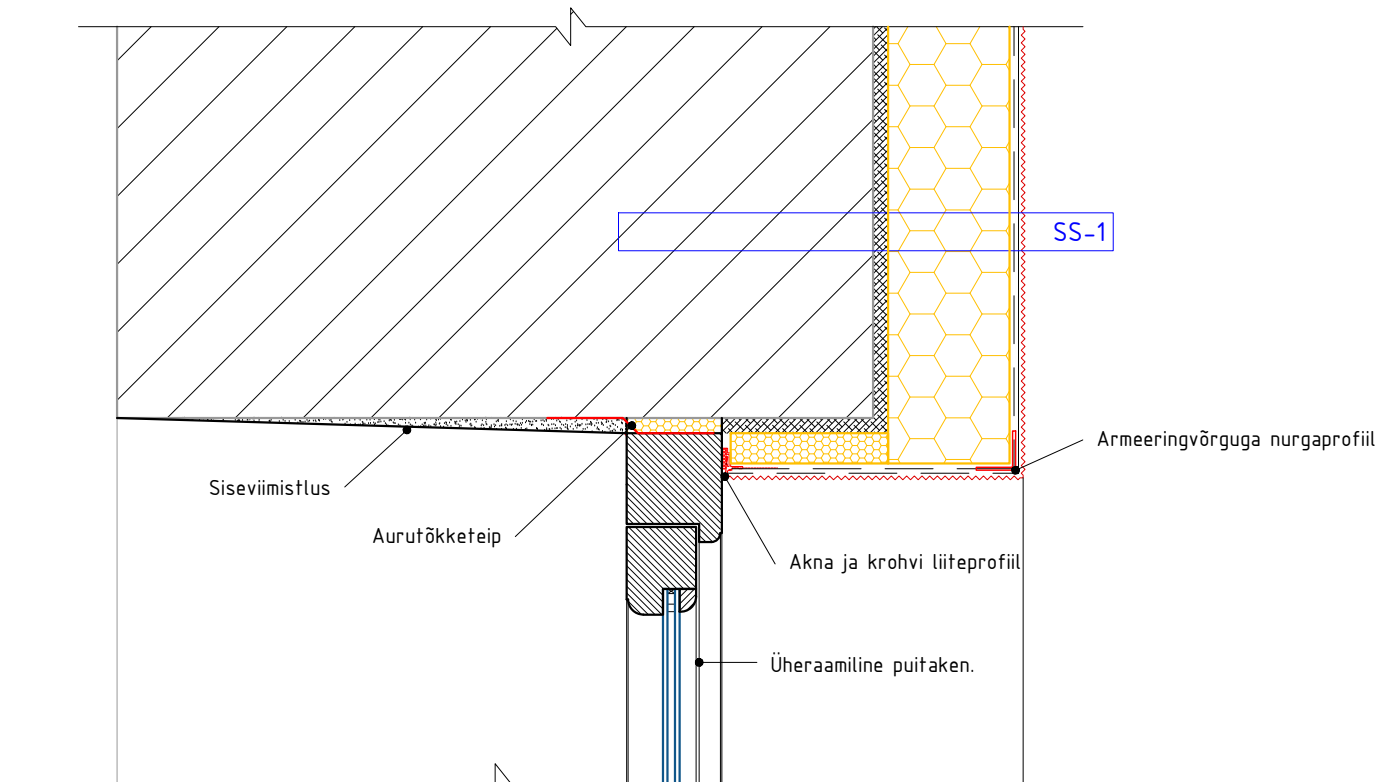 SS-1
Armeeringvõrguga nurgaprofiil
Siseviimistlus
Aurutõkketeip
Akna ja krohvi liiteprofiil
Üheraamiline puitaken.